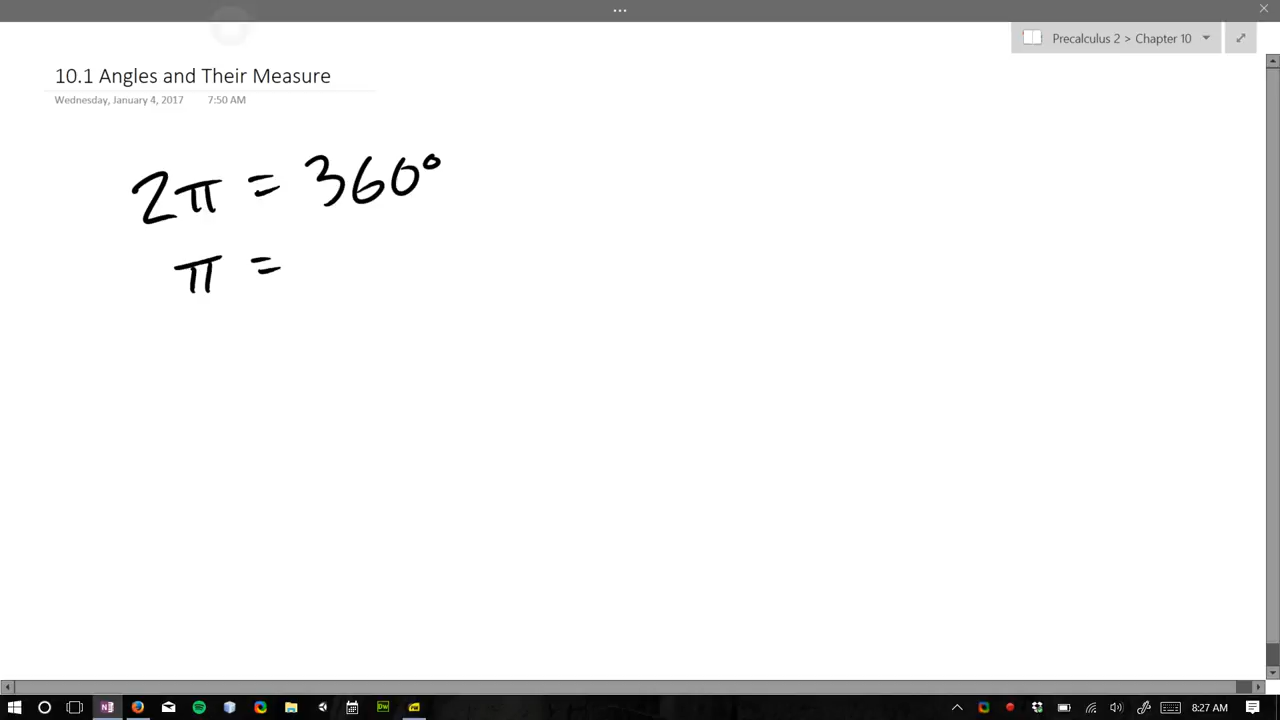 ...
Precalculus 2 > Chapter 10
10.1 Angles and Their Measure
Wednesday, January 4, 2017 7:50 AM
2π = 360°
π =
N
DW
8:27 AM